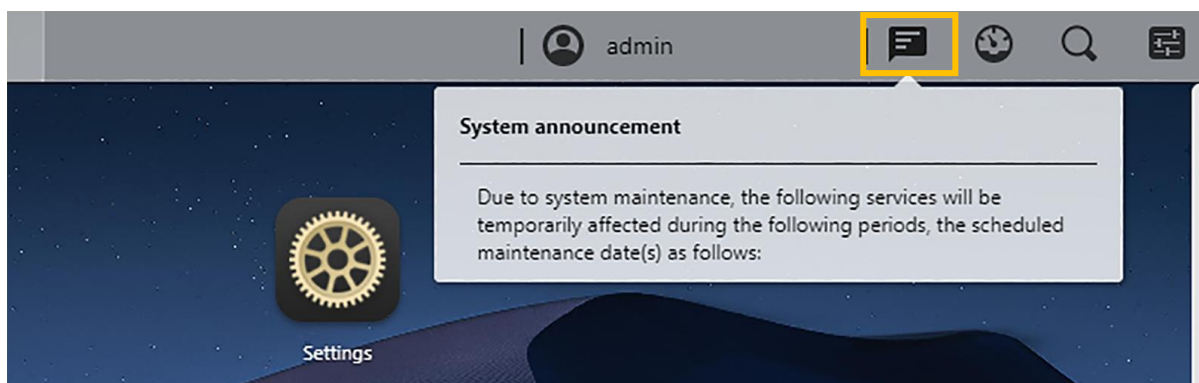 admin
System announcement
Due to system maintenance, the following services will be
temporarily affected during the following periods, the scheduled
maintenance date(s) as follows:
Settings